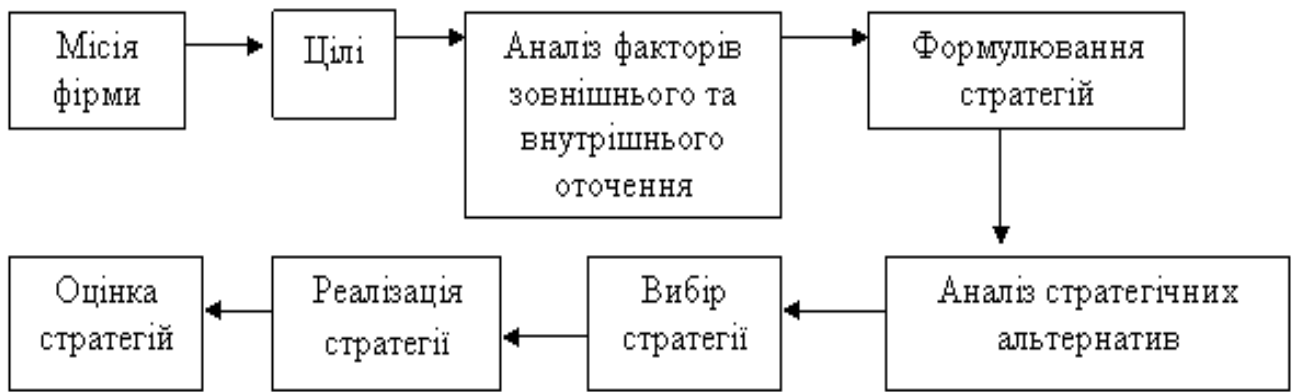 Місія
фірми
Цілі
Аналіз факторів
зовнішнього та
внутрішнього
оточення
Формулювання
стратегій
Аналіз стратегічних
альтернатив
Вибір
стратегії
Реалізація
стратегії
Оцінка
стратегій